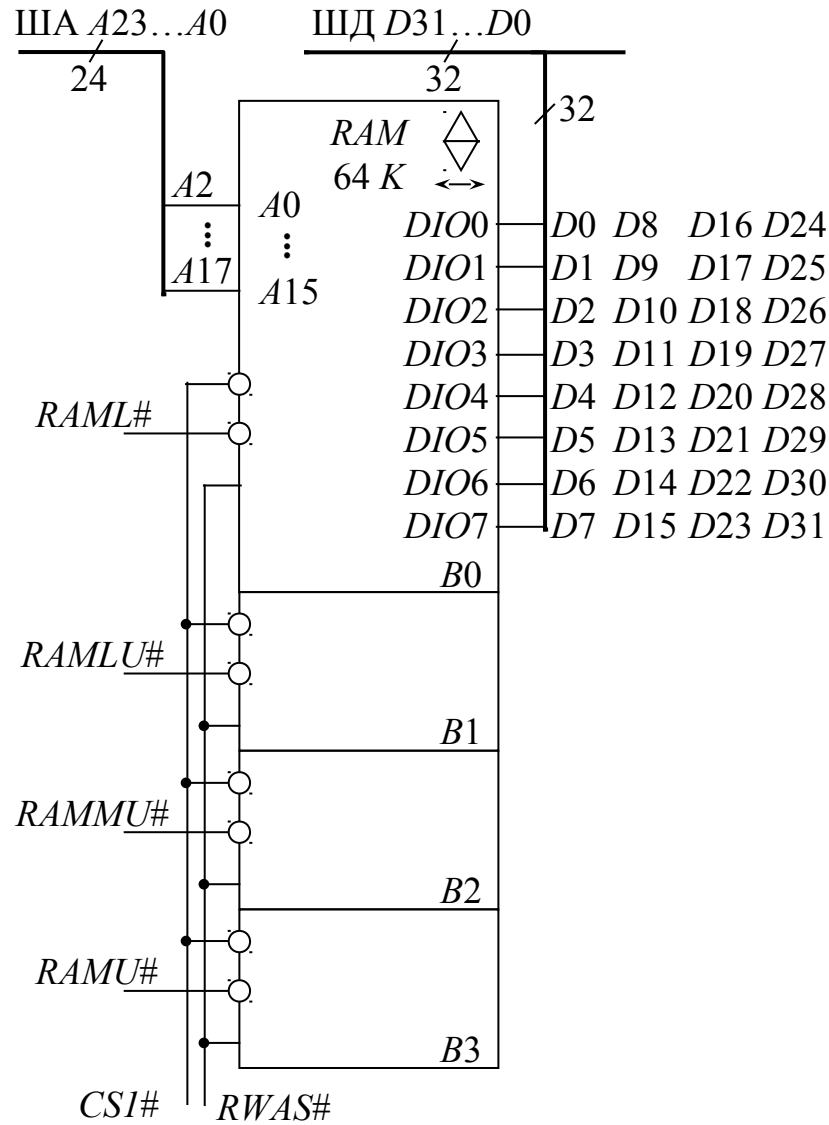 ША A23...A0 ШД D31...D0
24 32
32
RAM
64 K
A2 A0
A17 A15
DIO0 D0 D8 D16 D24
DIO1 D1 D9 D17 D25
DIO2 D2 D10 D18 D26
DIO3 D3 D11 D19 D27
DIO4 D4 D12 D20 D28
RAML#
DIO5 D5 D13 D21 D29
DIO6 D6 D14 D22 D30
DIO7 D7 D15 D23 D31
B0
RAMLU#
B1
RAMMU#
B2
RAMU#
B3
CS1# RWAS#